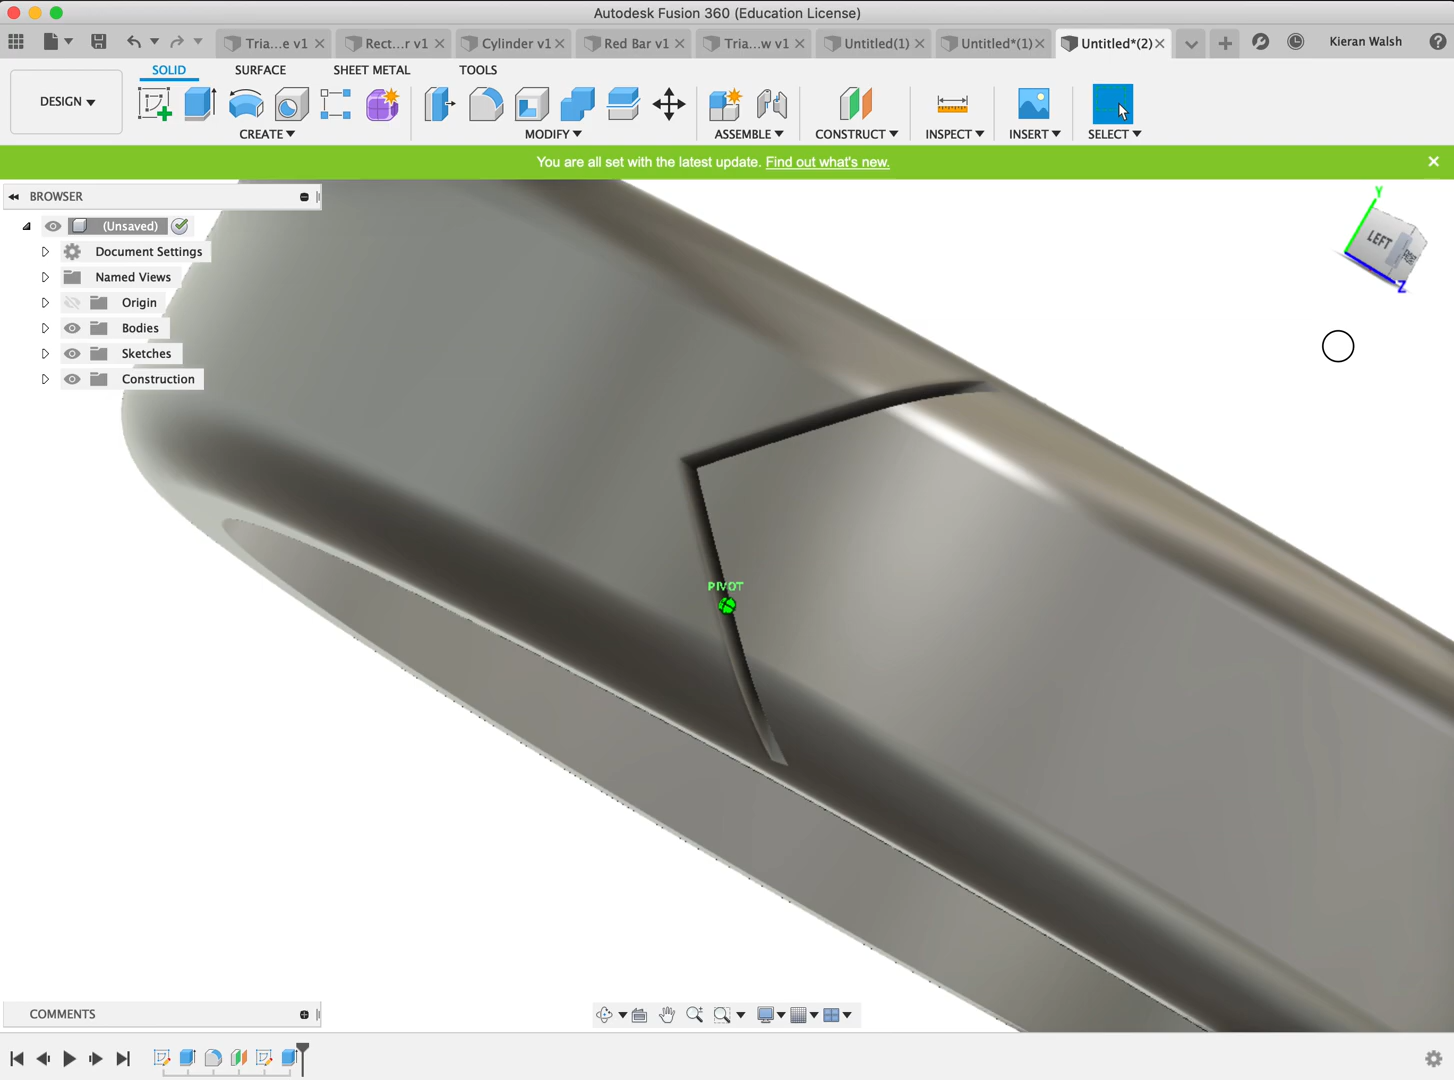 Autodesk Fusion 360 (Education License)
Tria...e v1
Rect...r v1
Cylinder v1
Red Bar v1
Tria...w v1
Untitled(1)
Untitled*(1)
Untitled*(2)
Kieran Walsh
SOLID
SURFACE
SHEET METAL
TOOLS
DESIGN
CREATE
MODIFY
ASSEMBLE
CONSTRUCT
INSPECT
INSERT
SELECT
You are all set with the latest update. Find out what's new.
BROWSER
(Unsaved)
Document Settings
Named Views
Origin
Bodies
Sketches
Construction
Y
LEFT
Z
PIVOT
COMMENTS